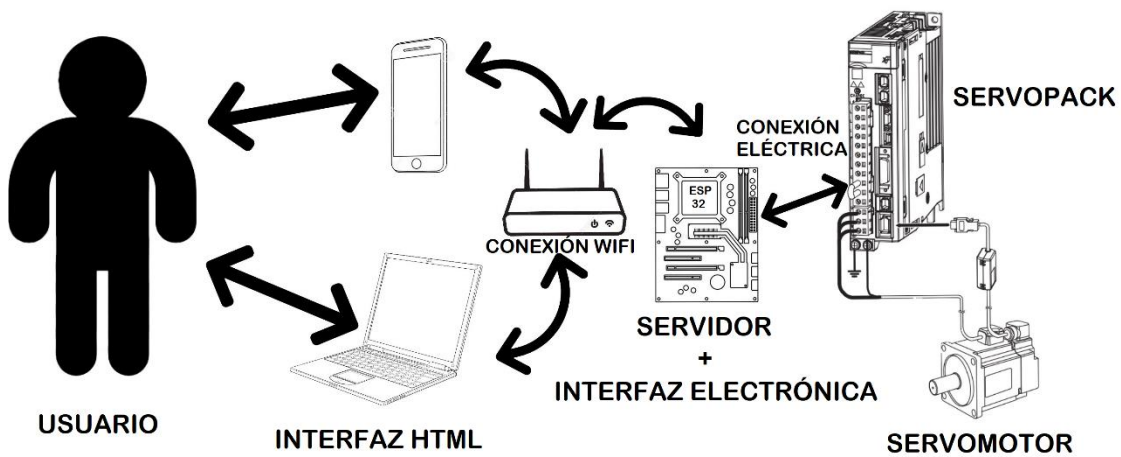 USUARIO
INTERFAZ HTML
CONEXIÓN WIFI
ESP
32
SERVIDOR
+
INTERFAZ ELECTRÓNICA
CONEXIÓN
ELÉCTRICA
SERVOPACK
SERVOMOTOR